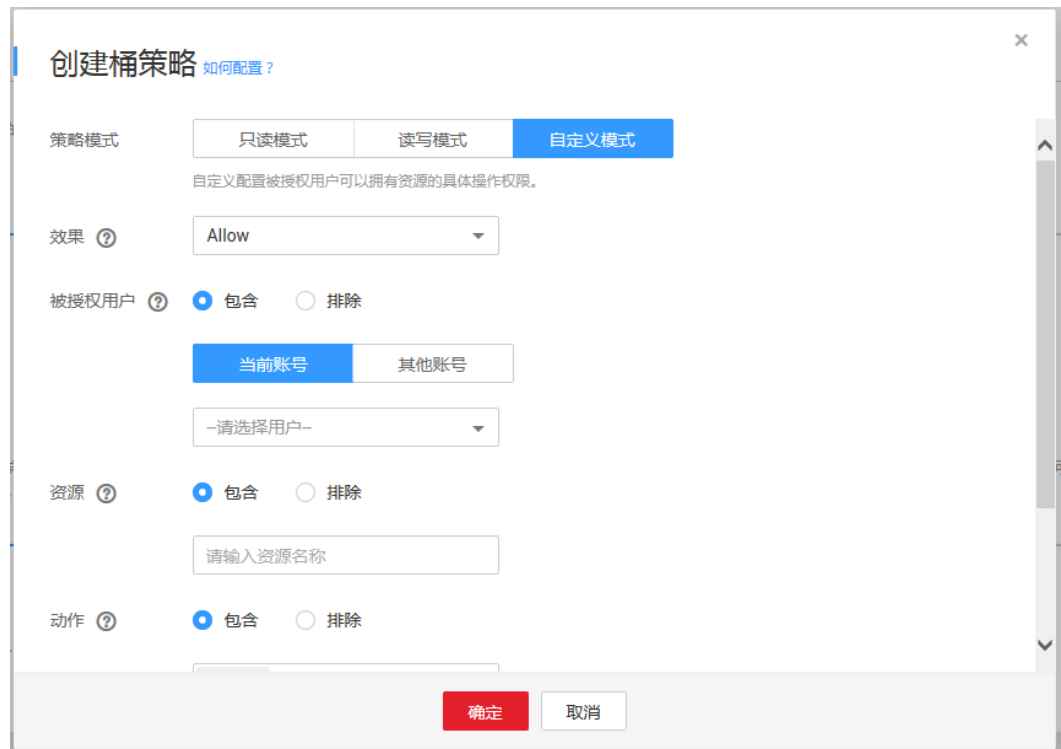 创建桶策略 如何配置？
×
策略模式 只读模式 读写模式 自定义模式
自定义配置被授权用户可以拥有资源的具体操作权限。
效果 ? Allow
被授权用户 ? 包含 排除
当前账号 其他账号
--请选择用户--
资源 ? 包含 排除
请输入资源名称
动作 ? 包含 排除
确定 取消